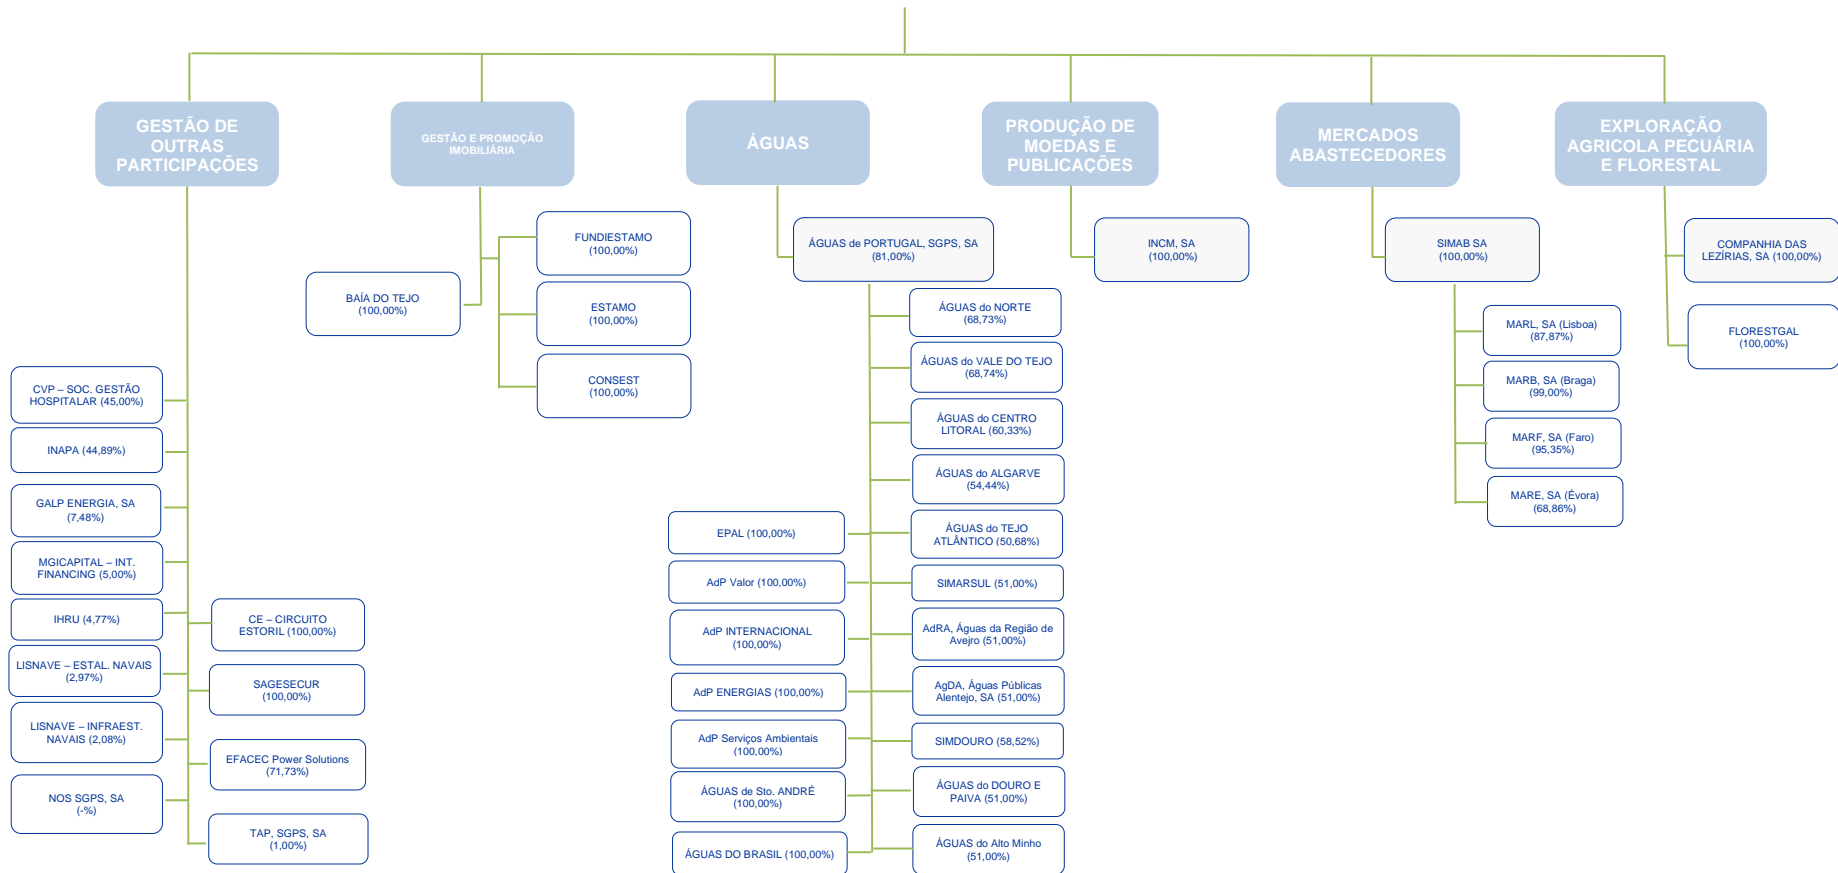 GESTÃO DE
OUTRAS
PARTICIPAÇÕES
CVP – SOC. GESTÃO
HOSPITALAR (45,00%)
INAPA (44,89%)
GALP ENERGIA, SA
(7,48%)
MGICAPITAL – INT.
FINANCING (5,00%)
IHRU (4,77%)
LISNAVE – ESTAL. NAVAIS
(2,97%)
LISNAVE – INFRAEST.
NAVAIS (2,08%)
NOS SGPS, SA
(-%)
CE – CIRCUITO
ESTORIL (100,00%)
SAGESECUR
(100,00%)
EFACEC Power Solutions
(71,73%)
TAP, SGPS, SA
(1,00%)
GESTÃO E PROMOÇÃO
IMOBILIÁRIA
BAÍA DO TEJO
(100,00%)
FUNDIESTAMO
(100,00%)
ESTAMO
(100,00%)
CONSEST
(100,00%)
ÁGUAS
ÁGUAS de PORTUGAL, SGPS, SA
(81,00%)
EPAL (100,00%)
AdP Valor (100,00%)
AdP INTERNACIONAL
(100,00%)
AdP ENERGIAS (100,00%)
AdP Serviços Ambientais
(100,00%)
ÁGUAS de Sto. ANDRÉ
(100,00%)
ÁGUAS DO BRASIL (100,00%)
ÁGUAS do NORTE
(68,73%)
ÁGUAS do VALE DO TEJO
(68,74%)
ÁGUAS do CENTRO
LITORAL (60,33%)
ÁGUAS do ALGARVE
(54,44%)
ÁGUAS do TEJO
ATLÂNTICO (50,68%)
SIMARSUL (51,00%)
AdRA, Águas da Região de
Avejro (51,00%)
AgDA, Águas Públicas
Alentejo, SA (51,00%)
SIMDOURO (58,52%)
ÁGUAS do DOURO E
PAIVA (51,00%)
ÁGUAS do Alto Minho
(51,00%)
PRODUÇÃO DE
MOEDAS E
PUBLICAÇÕES
INCM, SA
(100,00%)
MERCADOS
ABASTECEDORES
SIMAB SA
(100,00%)
MARL, SA (Lisboa)
(87,87%)
MARB, SA (Braga)
(99,00%)
MARF, SA (Faro)
(95,35%)
MARE, SA (Évora)
(68,86%)
EXPLORAÇÃO
AGRICOLA PECUÁRIA
E FLORESTAL
COMPANHIA DAS
LEZÍRIAS, SA (100,00%)
FLORESTGAL
(100,00%)